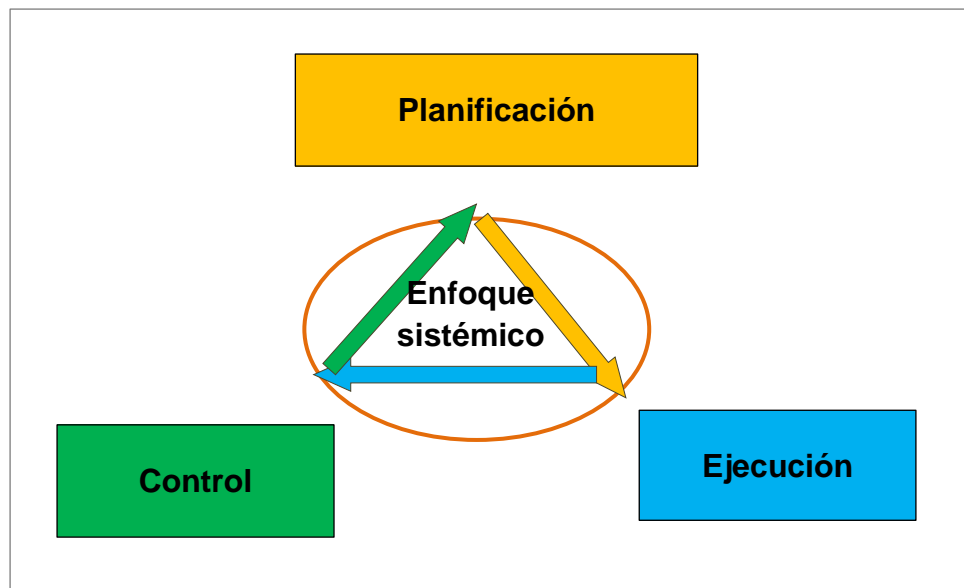 Planificación
Enfoque
sistémico
Control
Ejecución